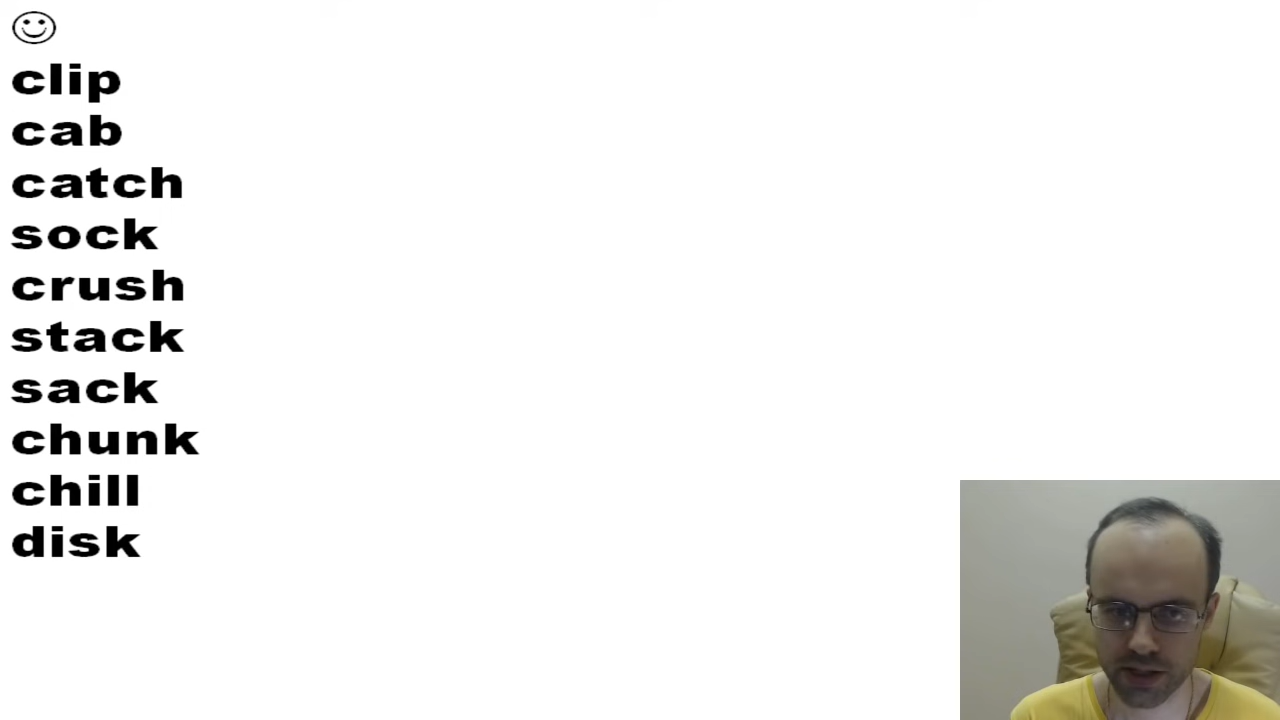 clip
cab
catch
sock
crush
stack
sack
chunk
chill
disk